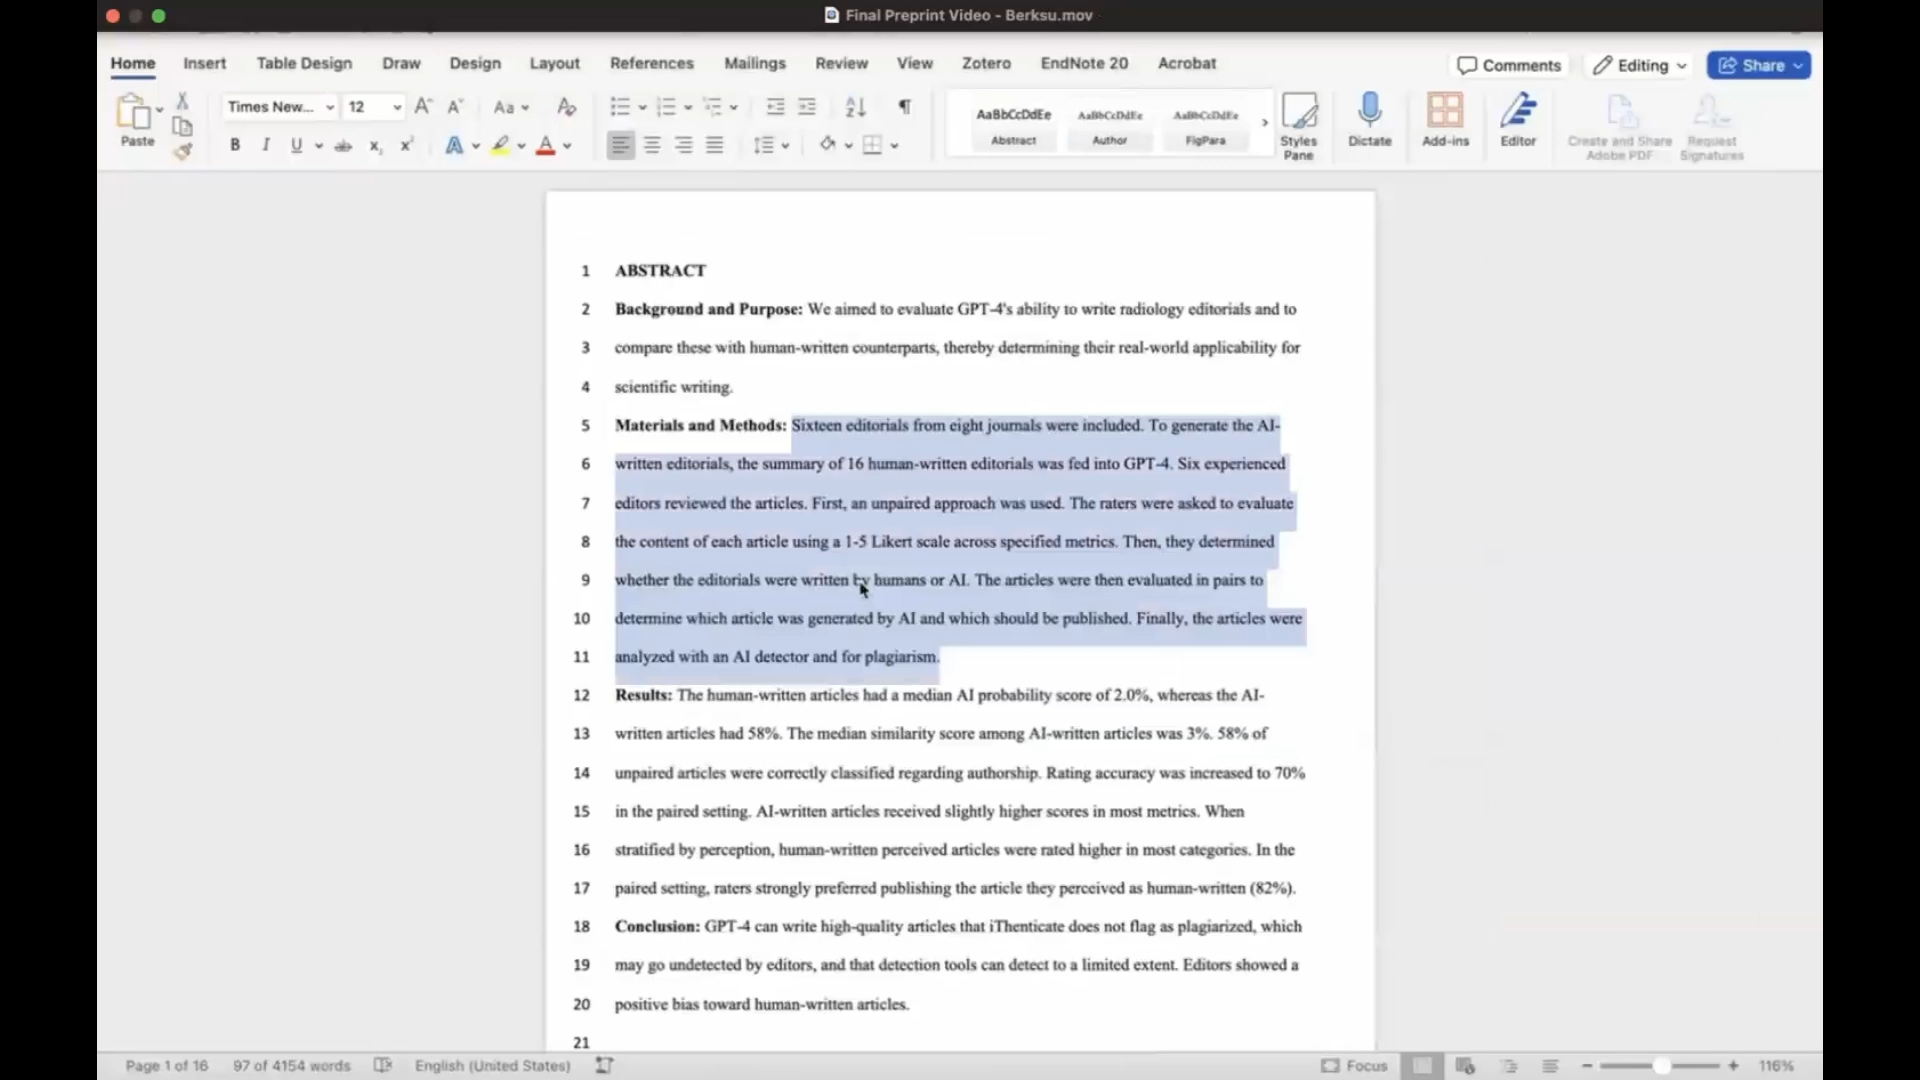 Final Preprint Video - Berksu.mov
Home Insert Table Design Draw Design Layout References Mailings Review View Zotero EndNote 20 Acrobat Comments Editing Share
Paste
Times New... 12 A A Aa A
B I U ab x, x² A A
AaBbCcDdEe AaBbCcDdEe AaBbCcDdEe
Abstract Author FigPara
Styles Pane
Dictate
Add-ins
Editor
Create and Share Adobe PDF
Request Signatures
1 ABSTRACT
2 Background and Purpose: We aimed to evaluate GPT-4's ability to write radiology editorials and to
3 compare these with human-written counterparts, thereby determining their real-world applicability for
4 scientific writing.
5 Materials and Methods: Sixteen editorials from eight journals were included. To generate the AI-
6 written editorials, the summary of 16 human-written editorials was fed into GPT-4. Six experienced
7 editors reviewed the articles. First, an unpaired approach was used. The raters were asked to evaluate
8 the content of each article using a 1-5 Likert scale across specified metrics. Then, they determined
9 whether the editorials were written by humans or AI. The articles were then evaluated in pairs to
10 determine which article was generated by AI and which should be published. Finally, the articles were
11 analyzed with an AI detector and for plagiarism.
12 Results: The human-written articles had a median AI probability score of 2.0%, whereas the AI-
13 written articles had 58%. The median similarity score among AI-written articles was 3%. 58% of
14 unpaired articles were correctly classified regarding authorship. Rating accuracy was increased to 70%
15 in the paired setting. AI-written articles received slightly higher scores in most metrics. When
16 stratified by perception, human-written perceived articles were rated higher in most categories. In the
17 paired setting, raters strongly preferred publishing the article they perceived as human-written (82%).
18 Conclusion: GPT-4 can write high-quality articles that iThenticate does not flag as plagiarized, which
19 may go undetected by editors, and that detection tools can detect to a limited extent. Editors showed a
20 positive bias toward human-written articles.
21
Page 1 of 16 97 of 4154 words English (United States) Focus 116%